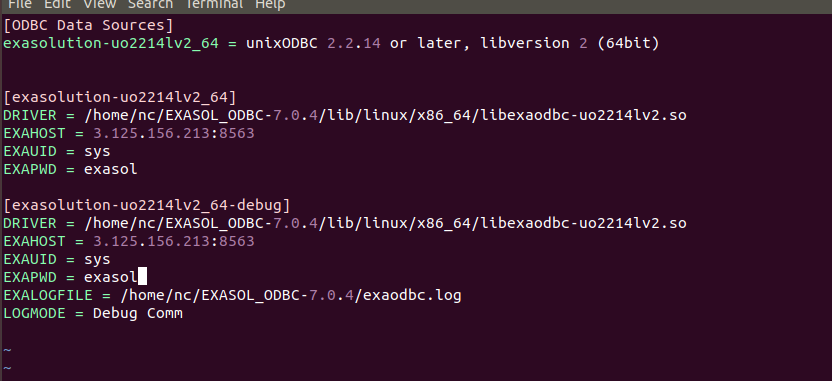 File Edit View Search Terminal Help
[ODBC Data Sources]
exasolution-uo2214lv2_64 = unixODBC 2.2.14 or later, libversion 2 (64bit)
[exasolution-uo2214lv2_64]
DRIVER = /home/nc/EXASOL_ODBC-7.0.4/lib/linux/x86_64/libexaodbc-uo2214lv2.so
EXAHOST = 3.125.156.213:8563
EXAUID = sys
EXAPWD = exasol
[exasolution-uo2214lv2_64-debug]
DRIVER = /home/nc/EXASOL_ODBC-7.0.4/lib/linux/x86_64/libexaodbc-uo2214lv2.so
EXAHOST = 3.125.156.213:8563
EXAUID = sys
EXAPWD = exasol
EXALOGFILE = /home/nc/EXASOL_ODBC-7.0.4/exaodbc.log
LOGMODE = Debug Comm
~
~